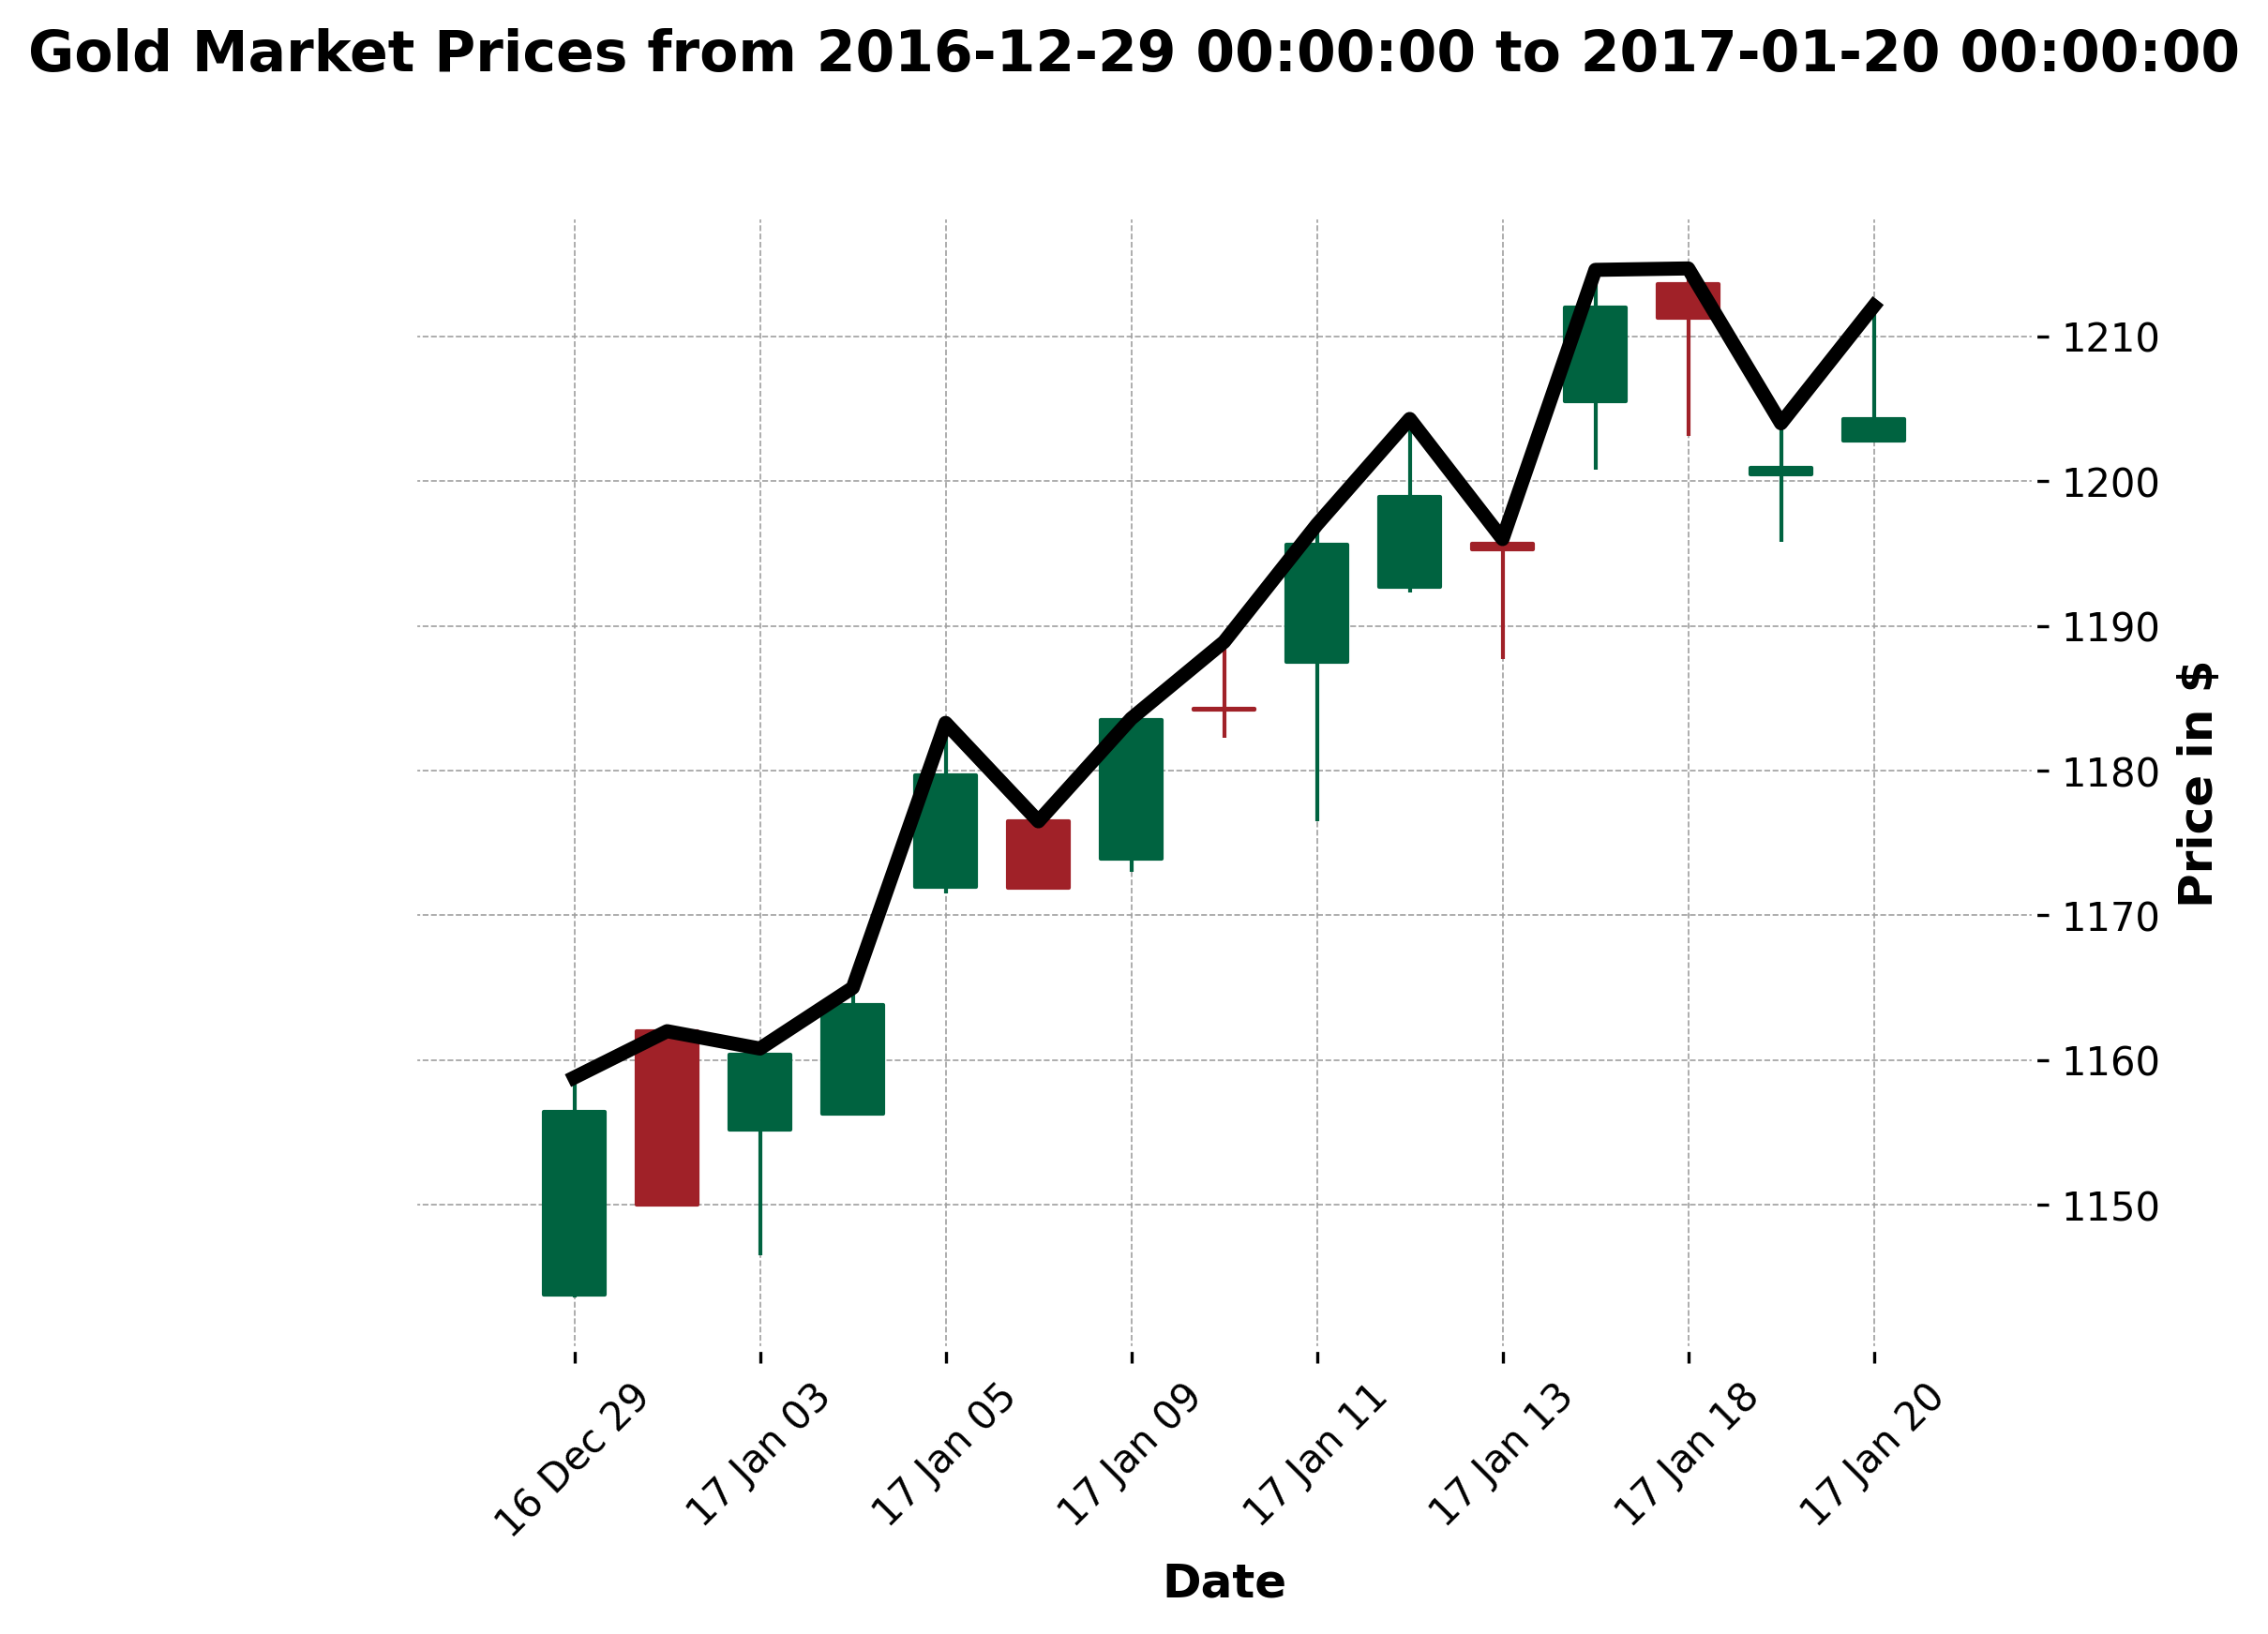 Gold Market Prices from 2016-12-29 00:00:00 to 2017-01-20 00:00:00
1210
1200
1190
1180
1170
1160
1150
Price in $
16 Dec 29
17 Jan 03
17 Jan 05
17 Jan 09
17 Jan 11
17 Jan 13
17 Jan 18
17 Jan 20
Date